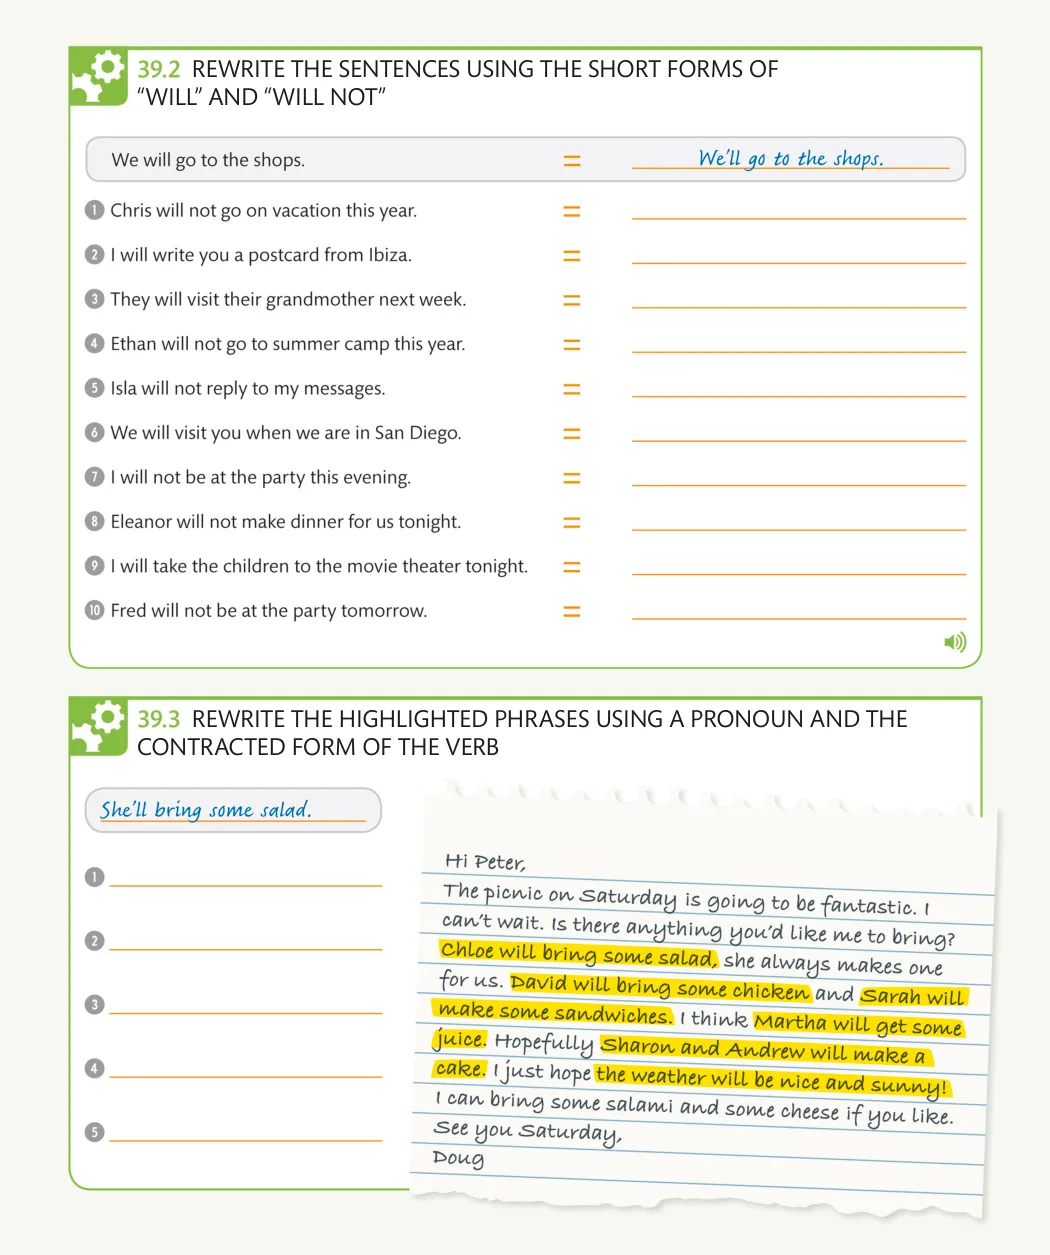 39.2 REWRITE THE SENTENCES USING THE SHORT FORMS OF
“WILL” AND “WILL NOT”
We will go to the shops. = We'll go to the shops.
1 Chris will not go on vacation this year. =
2 I will write you a postcard from Ibiza. =
3 They will visit their grandmother next week. =
4 Ethan will not go to summer camp this year. =
5 Isla will not reply to my messages. =
6 We will visit you when we are in San Diego. =
7 I will not be at the party this evening. =
8 Eleanor will not make dinner for us tonight. =
9 I will take the children to the movie theater tonight. =
10 Fred will not be at the party tomorrow. =
39.3 REWRITE THE HIGHLIGHTED PHRASES USING A PRONOUN AND THE
CONTRACTED FORM OF THE VERB
She'll bring some salad.
1
2
3
4
5
Hi Peter,
The picnic on Saturday is going to be fantastic. I
can't wait. Is there anything you'd like me to bring?
Chloe will bring some salad, she always makes one
for us. David will bring some chicken and Sarah will
make some sandwiches. I think Martha will get some
juice. Hopefully Sharon and Andrew will make a
cake. I just hope the weather will be nice and sunny!
I can bring some salami and some cheese if you like.
See you Saturday,
Doug